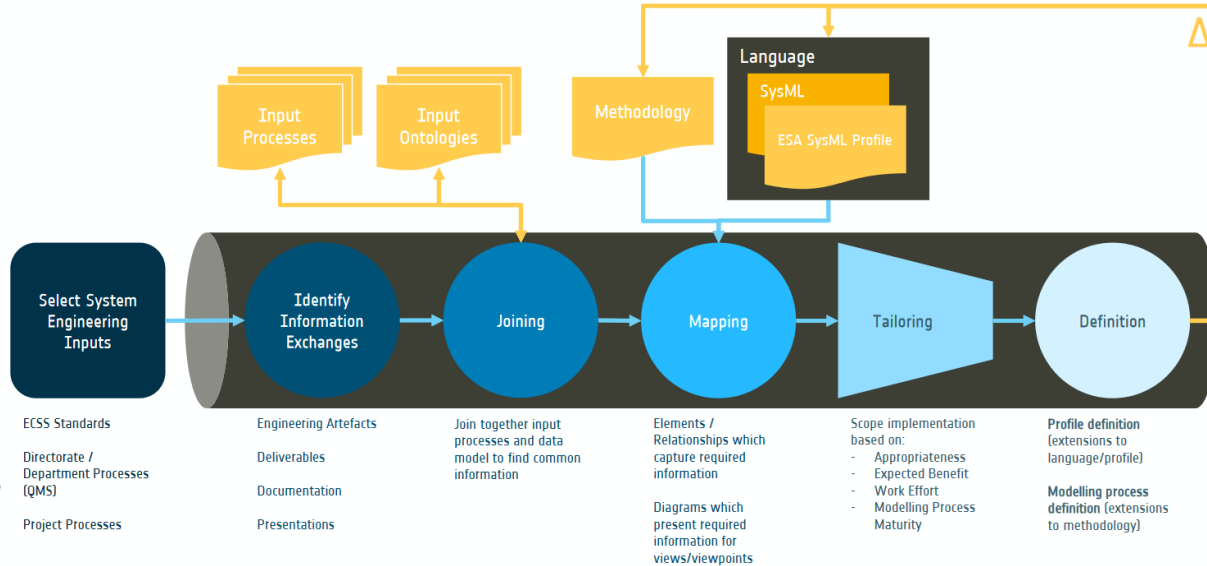 Δ
Language
SysML
ESA SysML Profile
Methodology
Input
Processes
Input
Ontologies
Select System
Engineering
Inputs
Identify
Information
Exchanges
Joining
Mapping
Tailoring
Definition
ECSS Standards
Directorate /
Department Processes
(QMS)
Project Processes
Engineering Artefacts
Deliverables
Documentation
Presentations
Join together input
processes and data
model to find common
information
Elements /
Relationships which
capture required
information
Diagrams which
present required
information for
views/viewpoints
Scope implementation
based on:
- Appropriateness
- Expected Benefit
- Work Effort
- Modelling Process
Maturity
Profile definition
(extensions to
language/profile)
Modelling process
definition (extensions
to methodology)